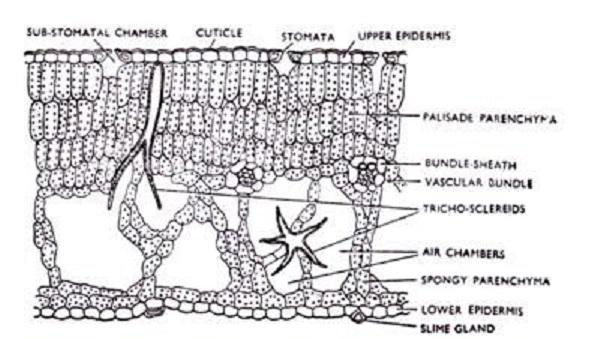 SUB-STOMATAL CHAMBER
CUTICLE
STOMATA
UPPER EPIDERMIS
PALISADE PARENCHYMA
BUNDLE-SHEATH
VASCULAR BUNDLE
TRICHO-SCLEREIDS
AIR CHAMBERS
SPONGY PARENCHYMA
LOWER EPIDERMIS
SLIME GLAND